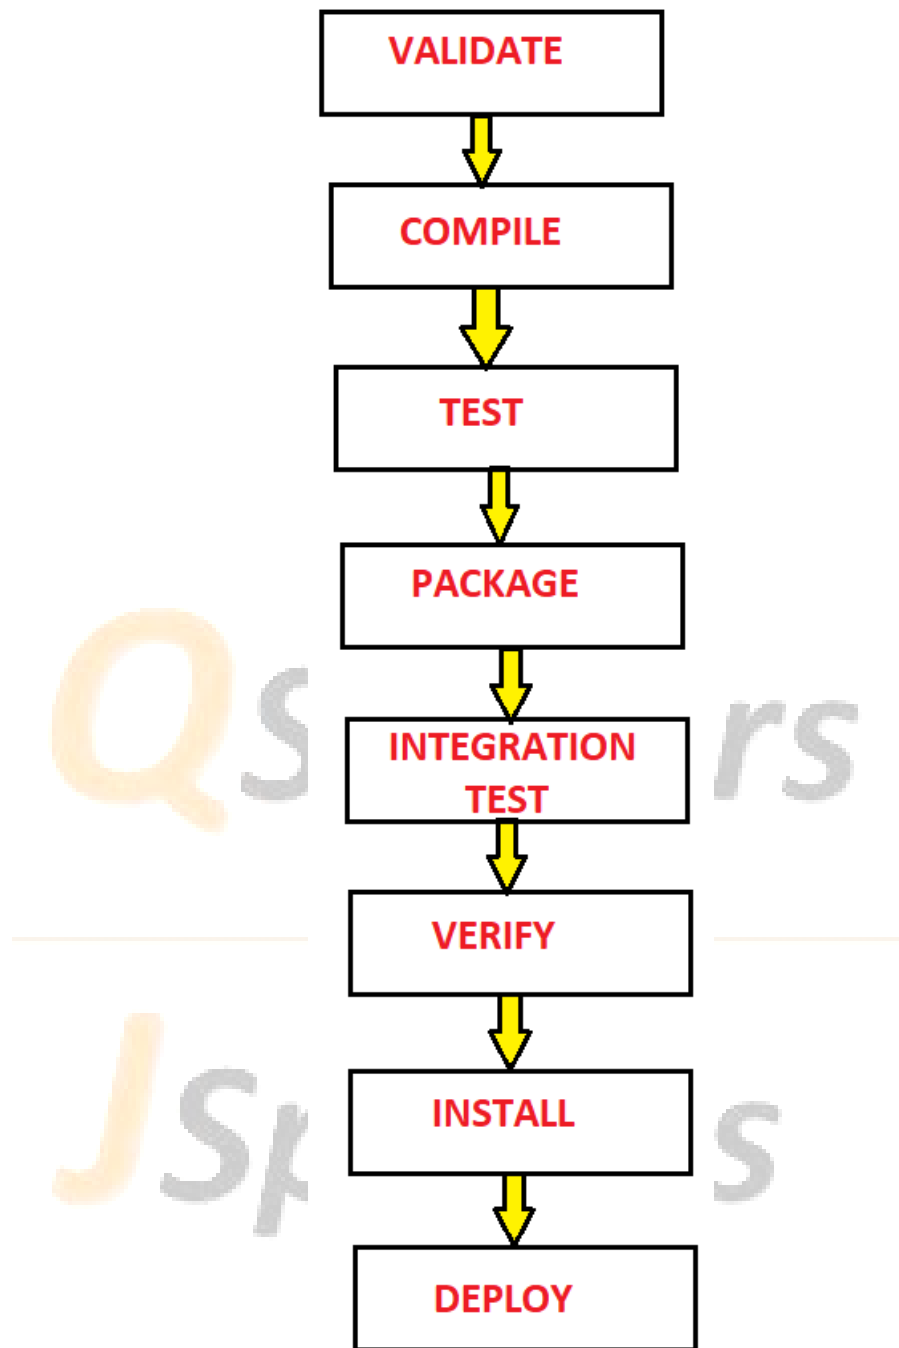 VALIDATE
COMPILE
TEST
PACKAGE
INTEGRATION
TEST
VERIFY
INSTALL
DEPLOY